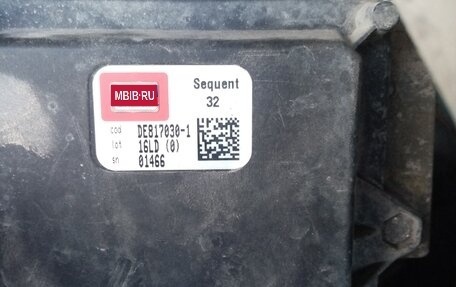 MBIB·RU
Sequent
32
cod DE817030-1
lot 16LD (0)
sn 01466